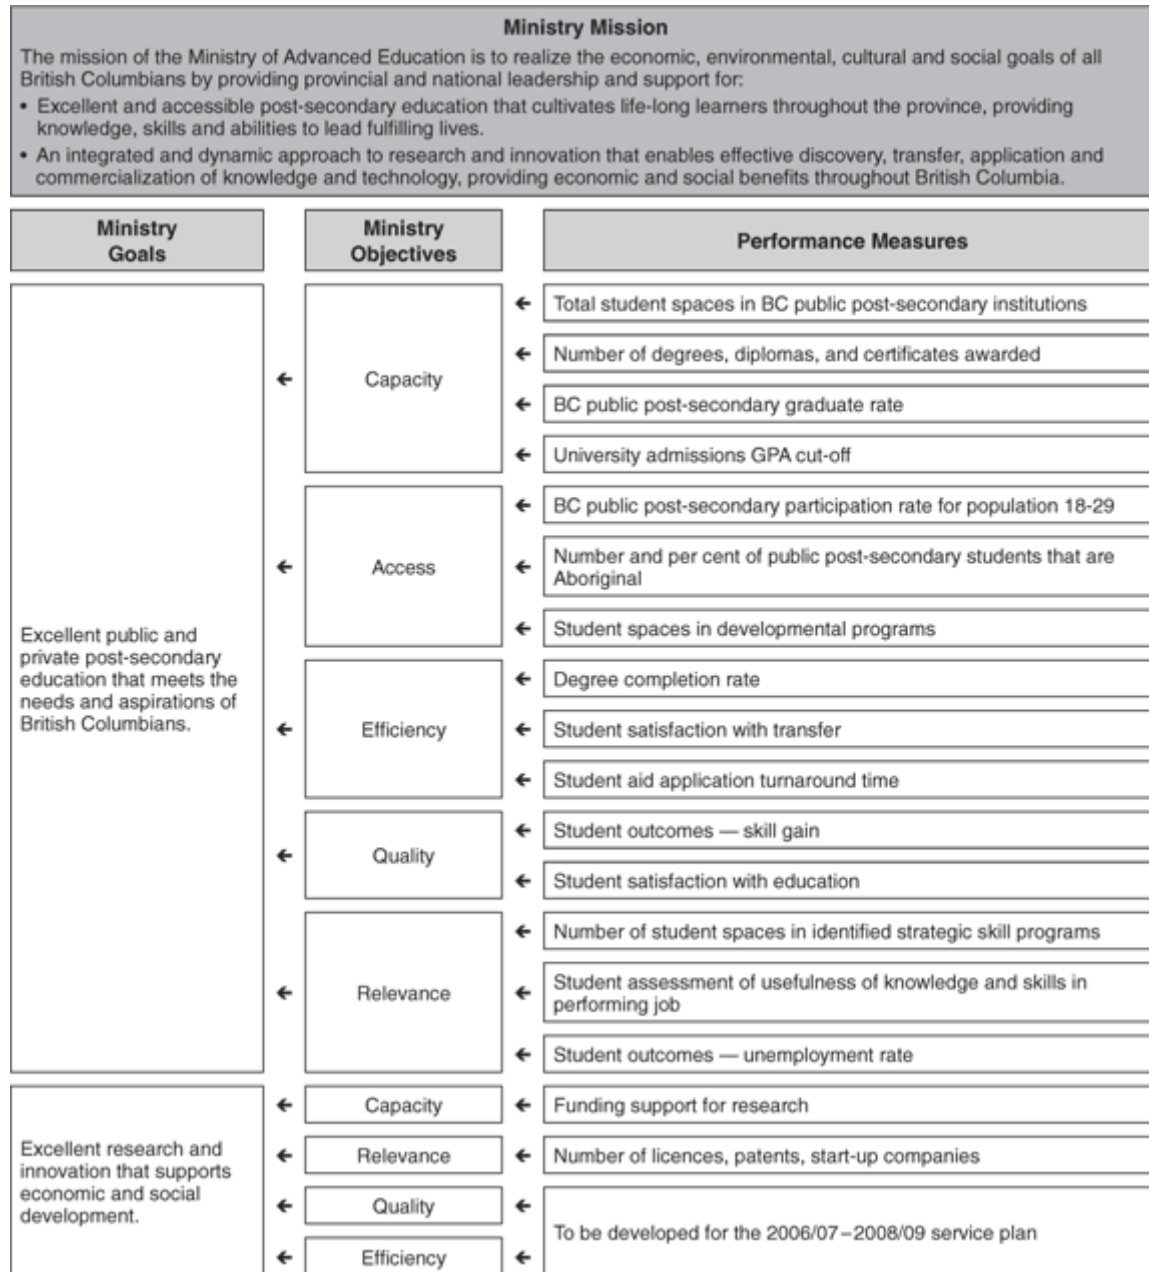 Ministry Mission
The mission of the Ministry of Advanced Education is to realize the economic, environmental, cultural and social goals of all
British Columbians by providing provincial and national leadership and support for:
• Excellent and accessible post-secondary education that cultivates life-long learners throughout the province, providing
knowledge, skills and abilities to lead fulfilling lives.
• An integrated and dynamic approach to research and innovation that enables effective discovery, transfer, application and
commercialization of knowledge and technology, providing economic and social benefits throughout British Columbia.
Ministry
Goals
Ministry
Objectives
Performance Measures
Excellent public and
private post-secondary
education that meets the
needs and aspirations of
British Columbians.
Capacity
Total student spaces in BC public post-secondary institutions
Number of degrees, diplomas, and certificates awarded
BC public post-secondary graduate rate
University admissions GPA cut-off
Access
BC public post-secondary participation rate for population 18-29
Number and per cent of public post-secondary students that are
Aboriginal
Student spaces in developmental programs
Efficiency
Degree completion rate
Student satisfaction with transfer
Student aid application turnaround time
Quality
Student outcomes — skill gain
Student satisfaction with education
Relevance
Number of student spaces in identified strategic skill programs
Student assessment of usefulness of knowledge and skills in
performing job
Student outcomes — unemployment rate
Excellent research and
innovation that supports
economic and social
development.
Capacity
Funding support for research
Relevance
Number of licences, patents, start-up companies
Quality
Efficiency
To be developed for the 2006/07–2008/09 service plan